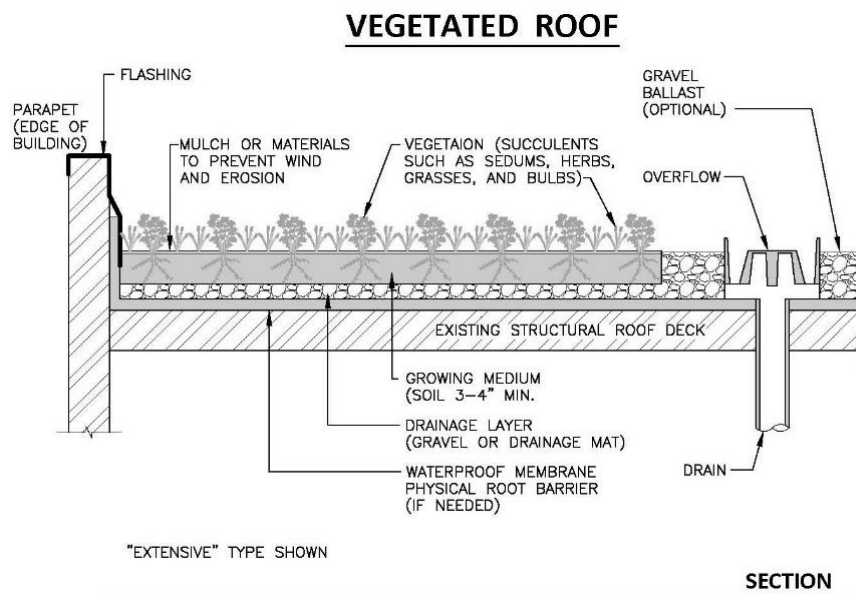 VEGETATED ROOF
FLASHING
PARAPET
(EDGE OF
BUILDING)
MULCH OR MATERIALS
TO PREVENT WIND
AND EROSION
VEGETAION (SUCCULENTS
SUCH AS SEDUMS, HERBS,
GRASSES, AND BULBS)
GRAVEL
BALLAST
(OPTIONAL)
OVERFLOW
EXISTING STRUCTURAL ROOF DECK
GROWING MEDIUM
(SOIL 3-4" MIN.
DRAINAGE LAYER
(GRAVEL OR DRAINAGE MAT)
WATERPROOF MEMBRANE
PHYSICAL ROOT BARRIER
(IF NEEDED)
DRAIN
"EXTENSIVE" TYPE SHOWN
SECTION